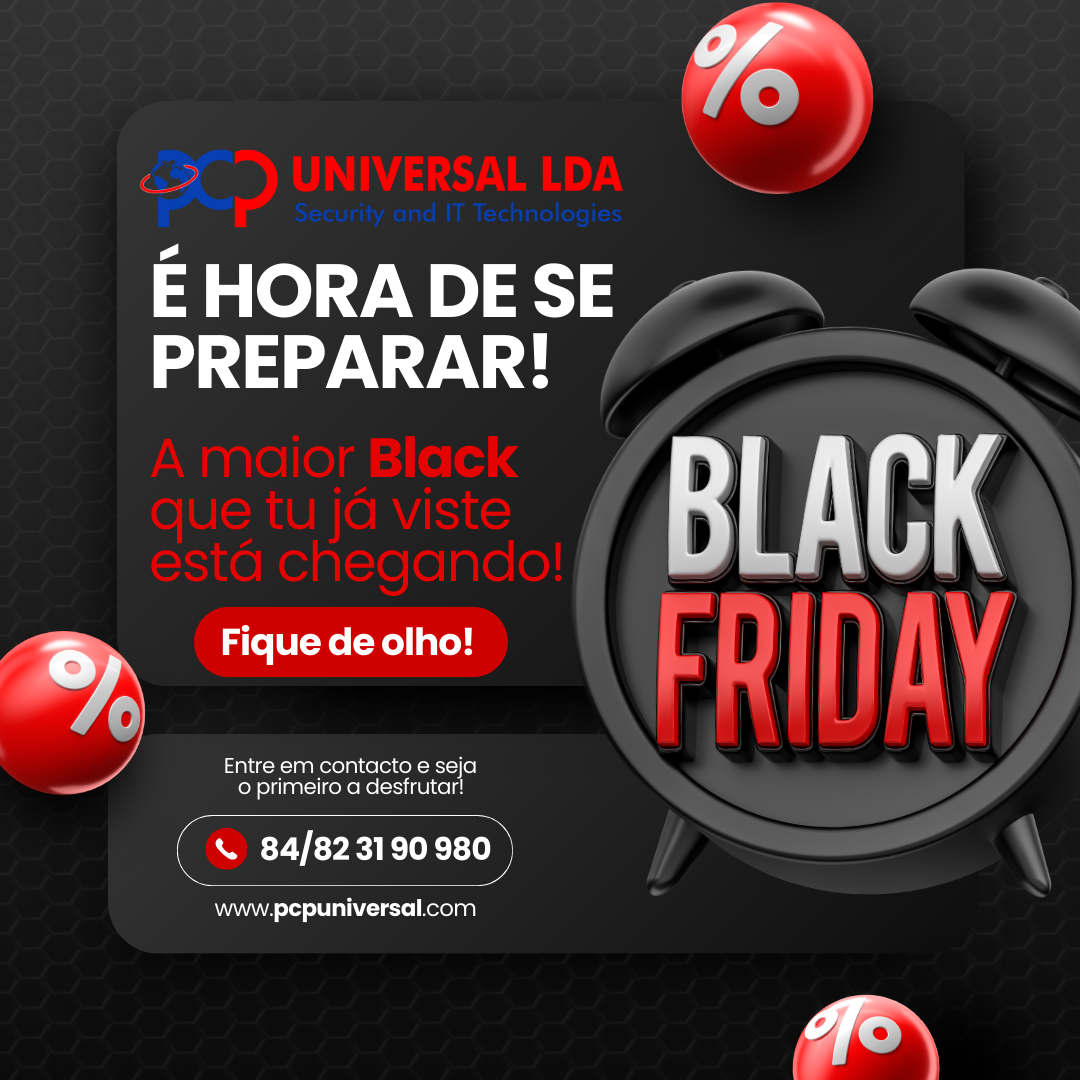 %
PCP UNIVERSAL LDA
Security and IT Technologies
É HORA DE SE
PREPARAR!
A maior Black
que tu já viste
está chegando!
Fique de olho!
BLACK
FRIDAY
%
Entre em contacto e seja
o primeiro a desfrutar!
84/82 31 90 980
www.pcpuniversal.com
%